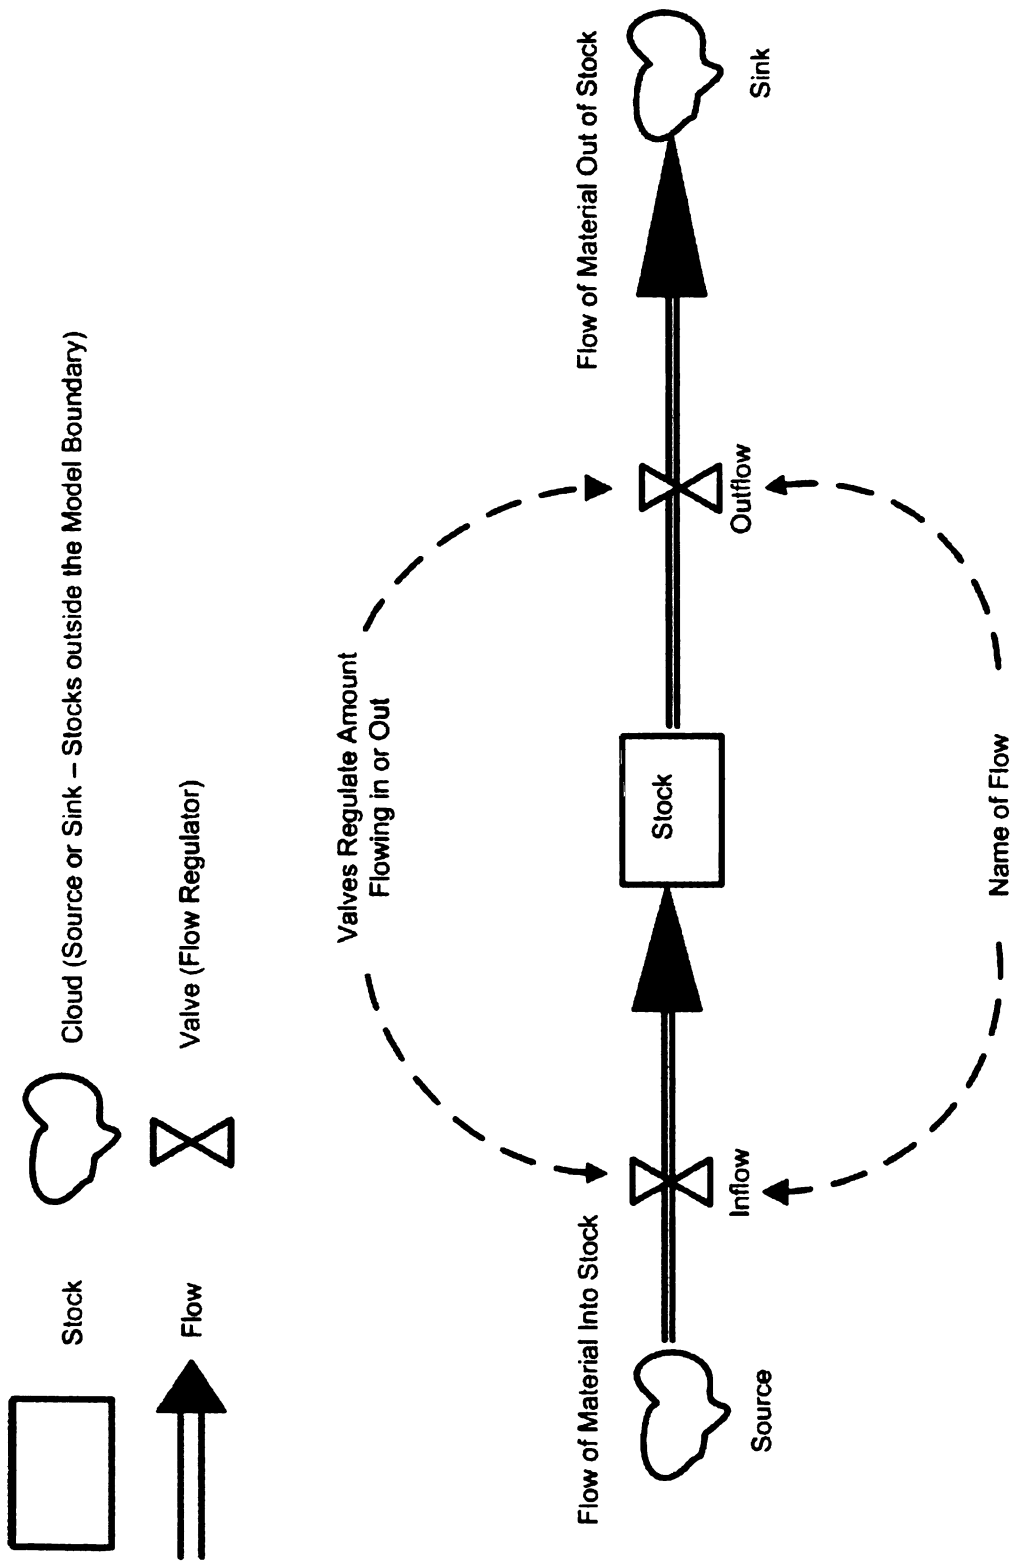 Stock
Cloud (Source or Sink – Stocks outside the Model Boundary)
Flow
Valve (Flow Regulator)
Valves Regulate Amount
Flowing in or Out
Flow of Material Into Stock
Flow of Material Out of Stock
Stock
Inflow
Outflow
Source
Sink
Name of Flow